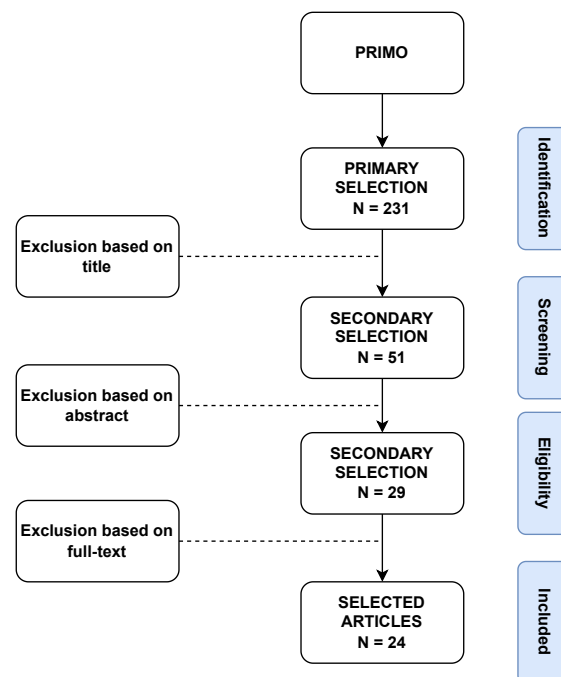 PRIMO
PRIMARY
SELECTION
N = 231
Identification
Exclusion based on
title
SECONDARY
SELECTION
N = 51
Screening
Exclusion based on
abstract
SECONDARY
SELECTION
N = 29
Eligibility
Exclusion based on
full-text
SELECTED
ARTICLES
N = 24
Included